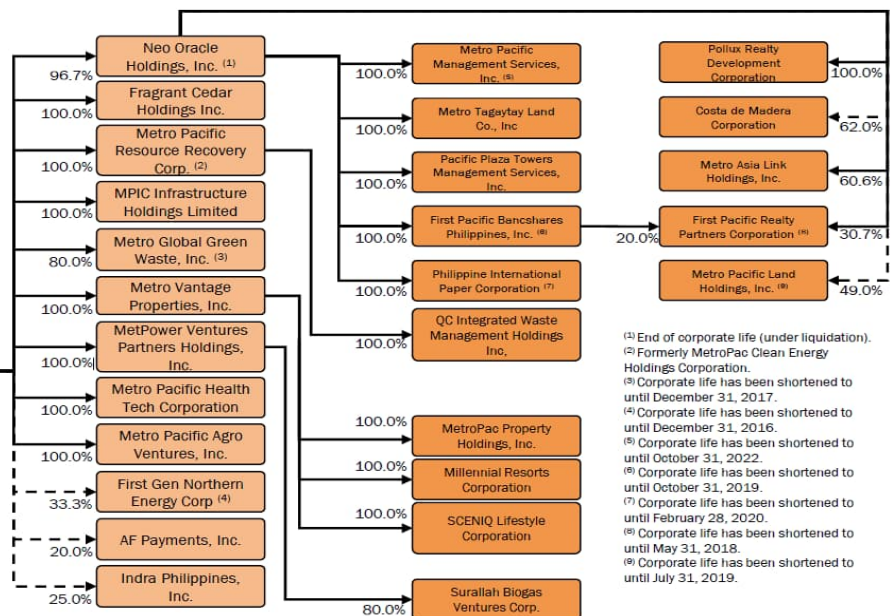 Neo Oracle
Holdings, Inc. (1)
96.7%
Fragrant Cedar
Holdings Inc.
100.0%
Metro Pacific
Resource Recovery
Corp. (2)
100.0%
MPIC Infrastructure
Holdings Limited
100.0%
Metro Global Green
Waste, Inc. (3)
80.0%
Metro Vantage
Properties, Inc.
100.0%
MetPower Ventures
Partners Holdings,
Inc.
100.0%
Metro Pacific Health
Tech Corporation
100.0%
Metro Pacific Agro
Ventures, Inc.
100.0%
First Gen Northern
Energy Corp (4)
33.3%
AF Payments, Inc.
20.0%
Indra Philippines,
Inc.
25.0%
Metro Pacific
Management Services,
Inc. (5)
100.0%
Metro Tagaytay Land
Co., Inc
100.0%
Pacific Plaza Towers
Management Services,
Inc.
100.0%
First Pacific Bancshares
Philippines, Inc. (6)
100.0%
Philippine International
Paper Corporation (7)
100.0%
QC Integrated Waste
Management Holdings
Inc,
100.0%
100.0%
MetroPac Property
Holdings, Inc.
100.0%
Millennial Resorts
Corporation
100.0%
SCENIQ Lifestyle
Corporation
Surallah Biogas
Ventures Corp.
80.0%
Pollux Realty
Development
Corporation
100.0%
Costa de Madera
Corporation
62.0%
Metro Asia Link
Holdings, Inc.
60.6%
First Pacific Realty
Partners Corporation (8)
20.0%
30.7%
Metro Pacific Land
Holdings, Inc. (9)
49.0%
(1) End of corporate life (under liquidation).
(2) Formerly MetroPac Clean Energy
Holdings Corporation.
(3) Corporate life has been shortened to
until December 31, 2017.
(4) Corporate life has been shortened to
until December 31, 2016.
(5) Corporate life has been shortened to
until October 31, 2022.
(6) Corporate life has been shortened to
until October 31, 2019.
(7) Corporate life has been shortened to
until February 28, 2020.
(8) Corporate life has been shortened to
until May 31, 2018.
(9) Corporate life has been shortened to
until July 31, 2019.